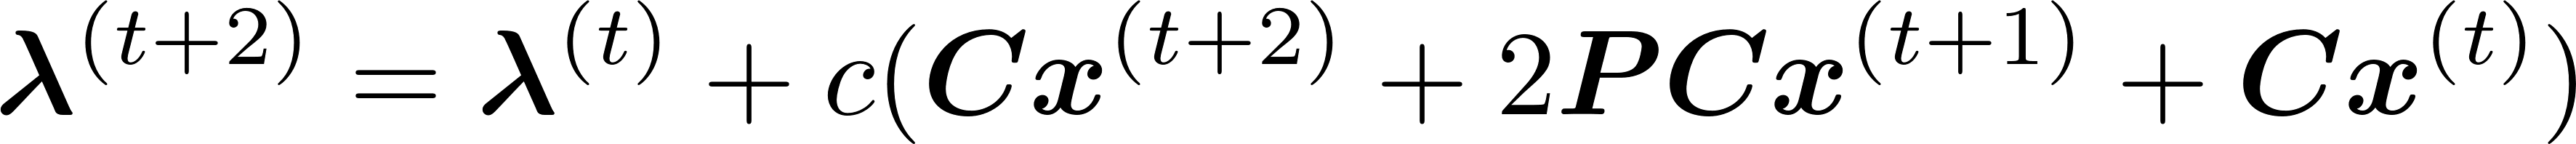 𝝀^(t+2) = 𝝀^(t) + c(𝑪𝒙^(t+2) + 2𝑷𝑪𝒙^(t+1) + 𝑪𝒙^(t))